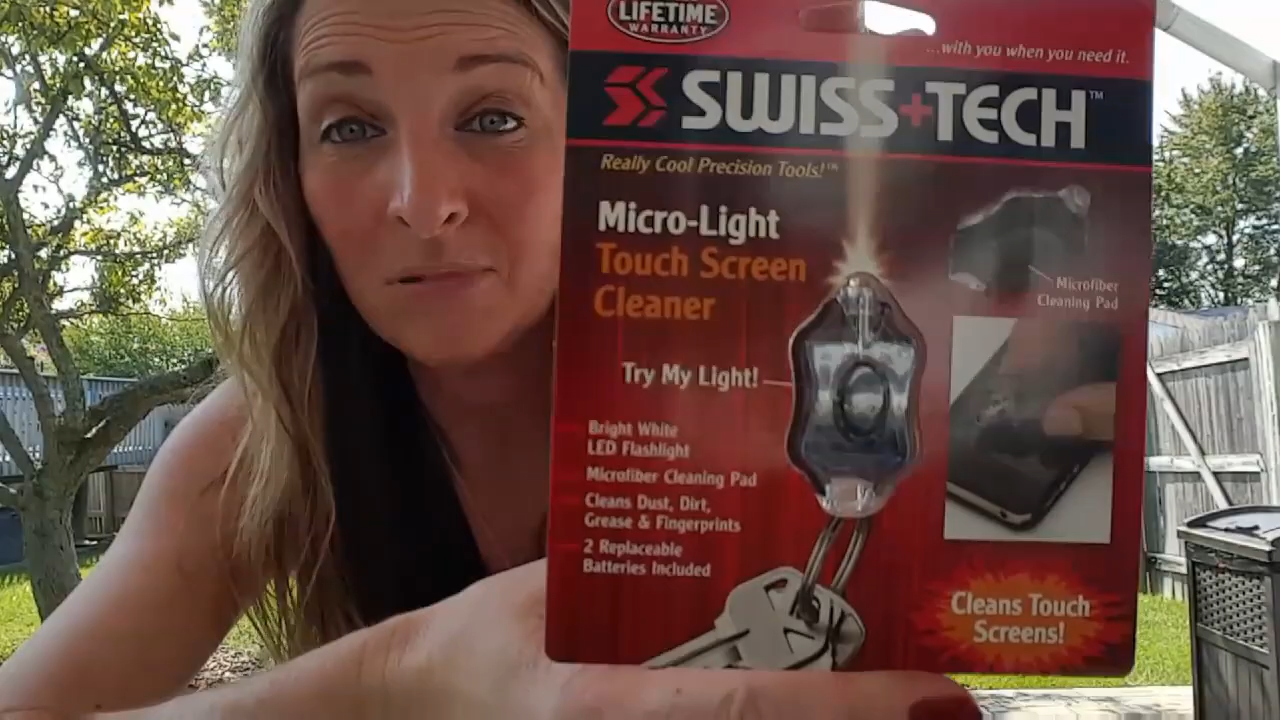 LIFETIME
WARRANTY
...with you when you need it.
SWISS+TECH™
Really Cool Precision Tools!™
Micro-Light
Touch Screen
Cleaner
Microfiber
Cleaning Pad
Try My Light!
Bright White
LED Flashlight
Microfiber Cleaning Pad
Cleans Dust, Dirt,
Grease & Fingerprints
2 Replaceable
Batteries Included
Cleans Touch
Screens!